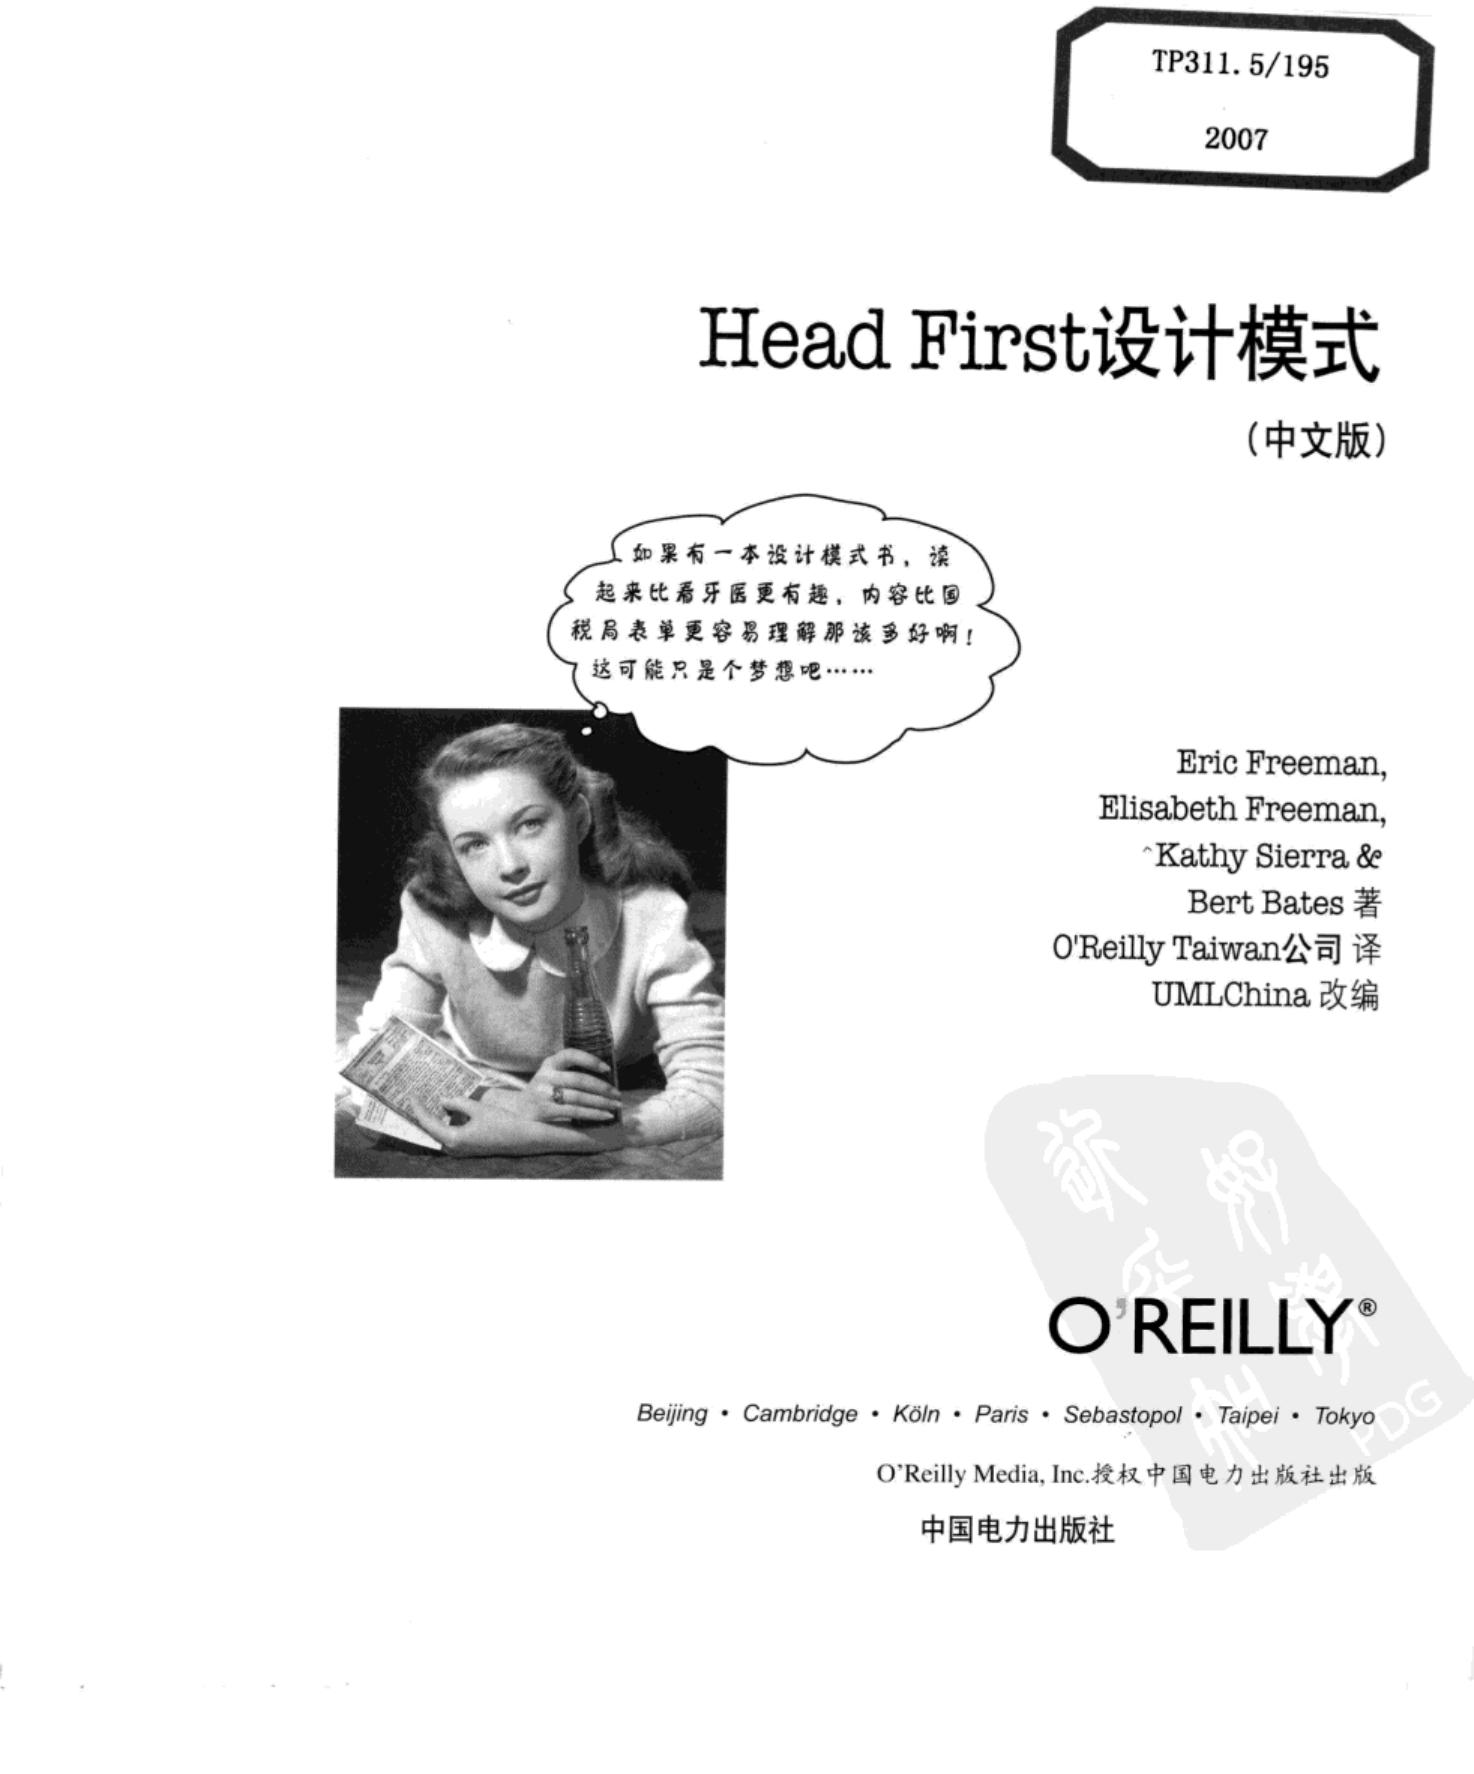 TP311.5/195
2007
Head First设计模式
（中文版）
如果有一本设计模式书，读
起来比看牙医更有趣，内容比国
税局表单更容易理解那该多好啊！
这可能只是个梦想吧……
Eric Freeman,
Elisabeth Freeman,
Kathy Sierra &
Bert Bates 著
O'Reilly Taiwan公司 译
UMLChina 改编
O'REILLY®
Beijing • Cambridge • Köln • Paris • Sebastopol • Taipei • Tokyo
PDG
O’Reilly Media, Inc.授权中国电力出版社出版
中国电力出版社